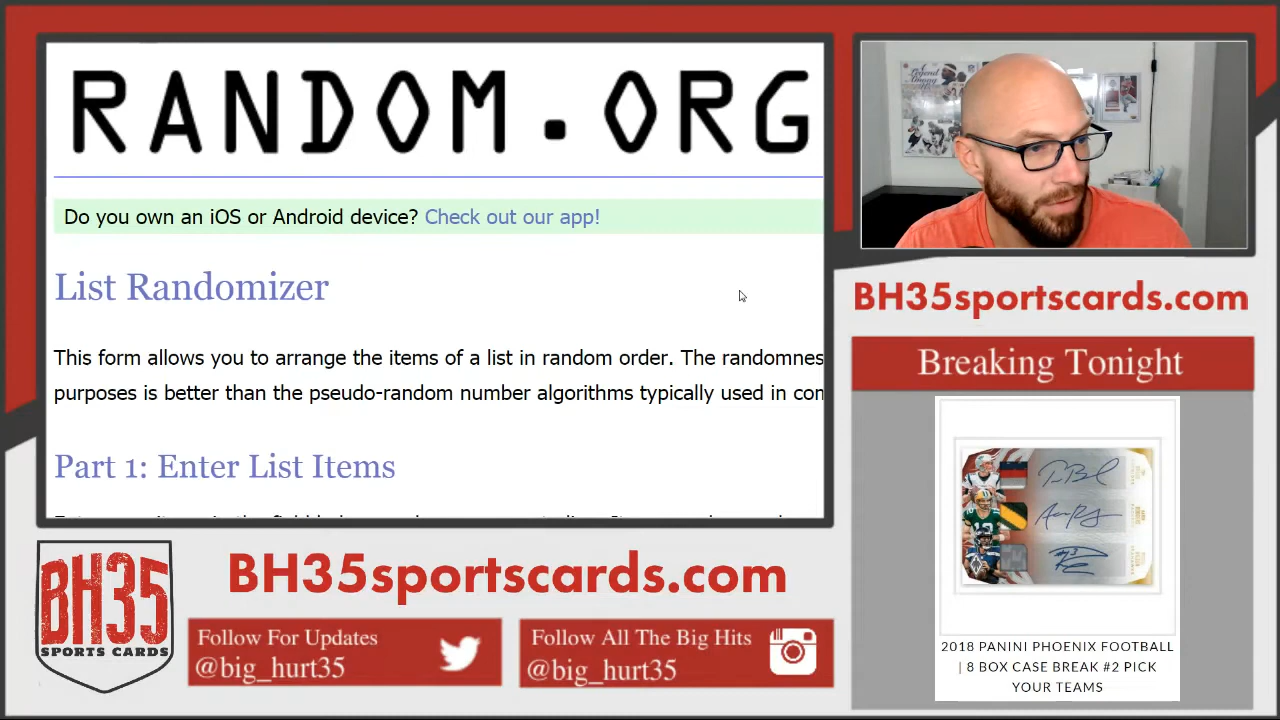 RANDOM.ORG
Do you own an iOS or Android device? Check out our app!
List Randomizer
This form allows you to arrange the items of a list in random order. The randomnes
purposes is better than the pseudo-random number algorithms typically used in con
Part 1: Enter List Items
BH35sportscards.com
Breaking Tonight
2018 PANINI PHOENIX FOOTBALL
| 8 BOX CASE BREAK #2 PICK
YOUR TEAMS
BH35
SPORTS CARDS
BH35sportscards.com
Follow For Updates
@big_hurt35
Follow All The Big Hits
@big_hurt35